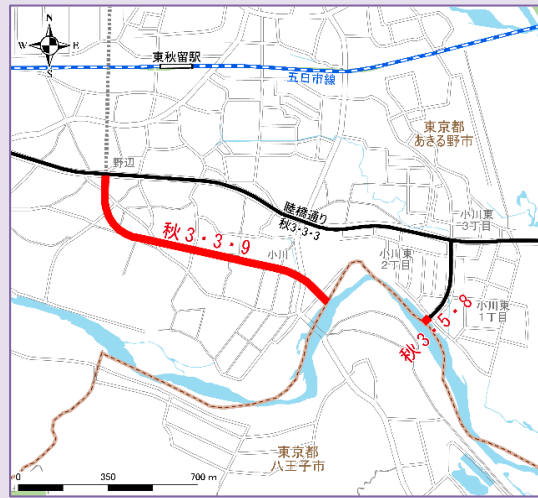 N
W E
S
東秋留駅
五日市線
東京都
あきる野市
野辺
睦橋通り
秋3・3・3
秋3・3・9
小川
小川東
2丁目
小川東
3丁目
小川東
1丁目
秋3・5・8
東京都
八王子市
0 350 700 m